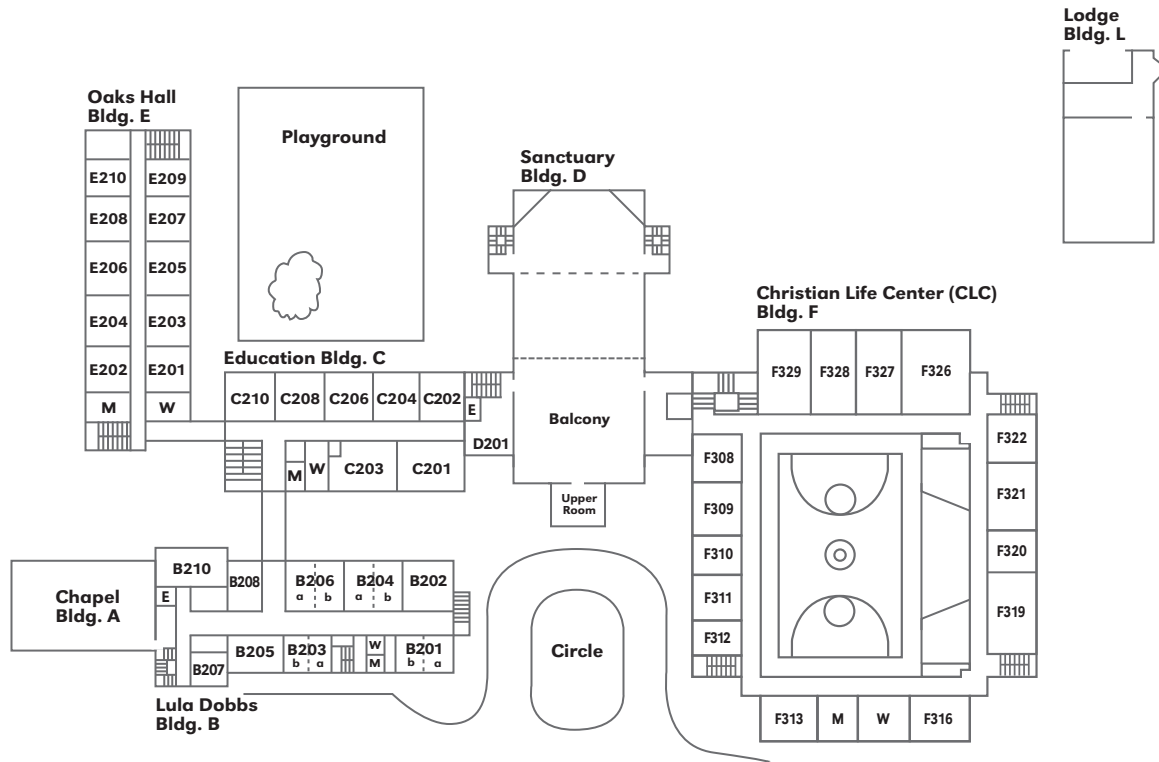 Lodge
Bldg. L
Oaks Hall
Bldg. E
Playground
E210
E209
E208
E207
E206
E205
E204
E203
E202
E201
M
W
Sanctuary
Bldg. D
Balcony
Upper
Room
Education Bldg. C
C210
C208
C206
C204
C202
E
D201
M
W
C203
C201
Christian Life Center (CLC)
Bldg. F
F329
F328
F327
F326
F308
F322
F309
F321
F310
F320
F311
F319
F312
F313
M
W
F316
Chapel
Bldg. A
B210
E
B208
B206
a
b
B204
a
b
B202
B205
B207
B203
b
a
W
M
B201
b
a
Lula Dobbs
Bldg. B
Circle